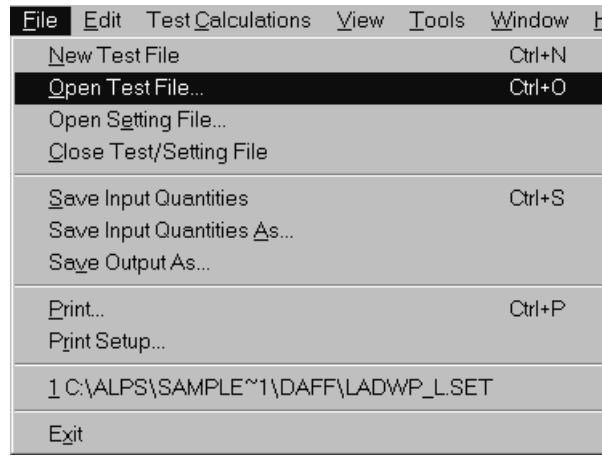 File Edit Test Calculations View Tools Window
New Test File Ctrl+N
Open Test File... Ctrl+O
Open Setting File...
Close Test/Setting File
Save Input Quantities Ctrl+S
Save Input Quantities As...
Save Output As...
Print... Ctrl+P
Print Setup...
1 C:\ALPS\SAMPLE~1\DAFF\LADWP_L.SET
Exit